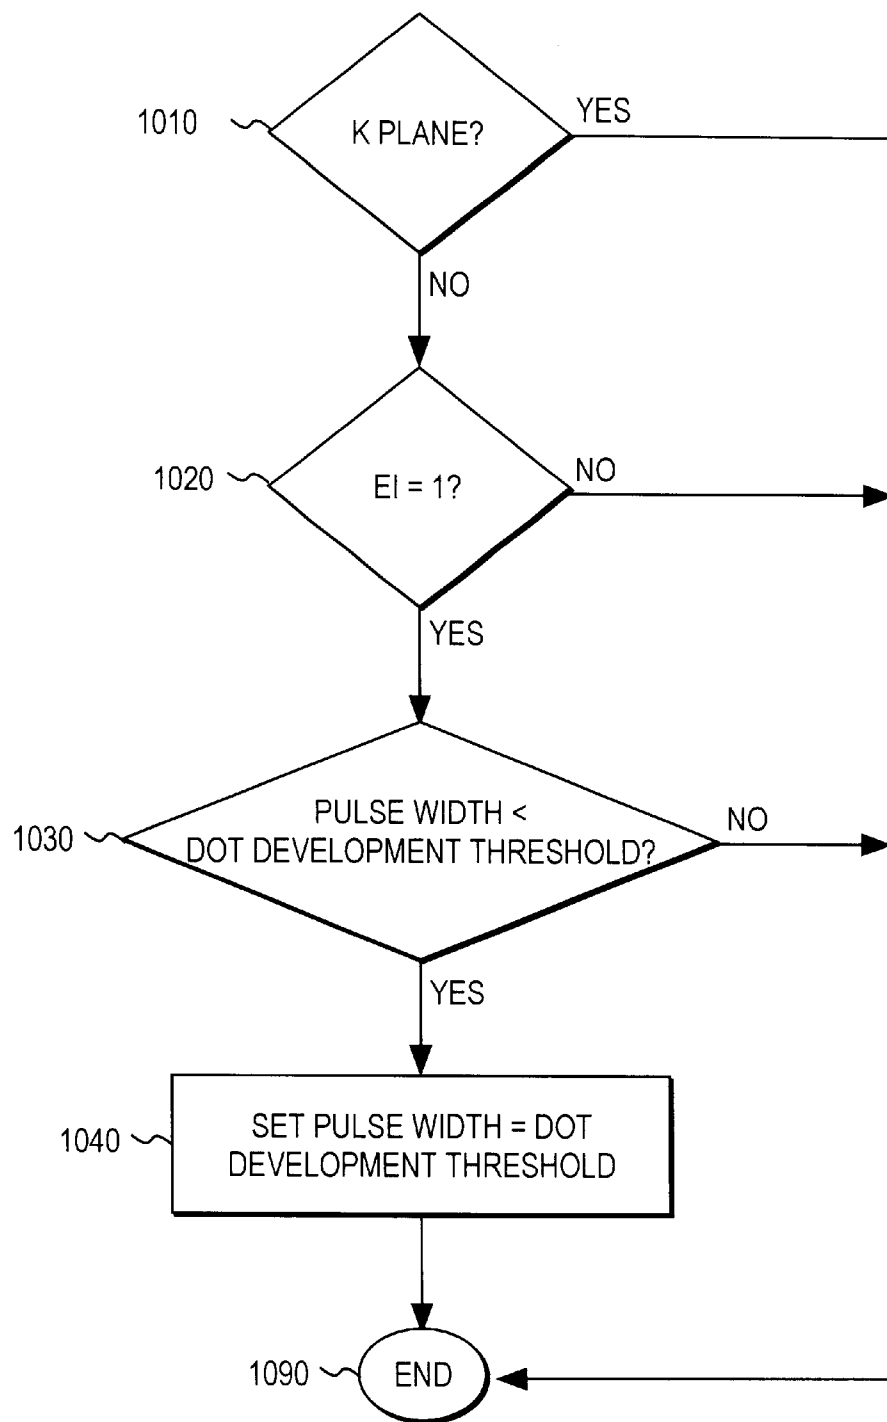 1010
K PLANE?
YES
NO
1020
EI = 1?
NO
YES
1030
PULSE WIDTH <
DOT DEVELOPMENT THRESHOLD?
NO
YES
1040
SET PULSE WIDTH = DOT
DEVELOPMENT THRESHOLD
1090
END